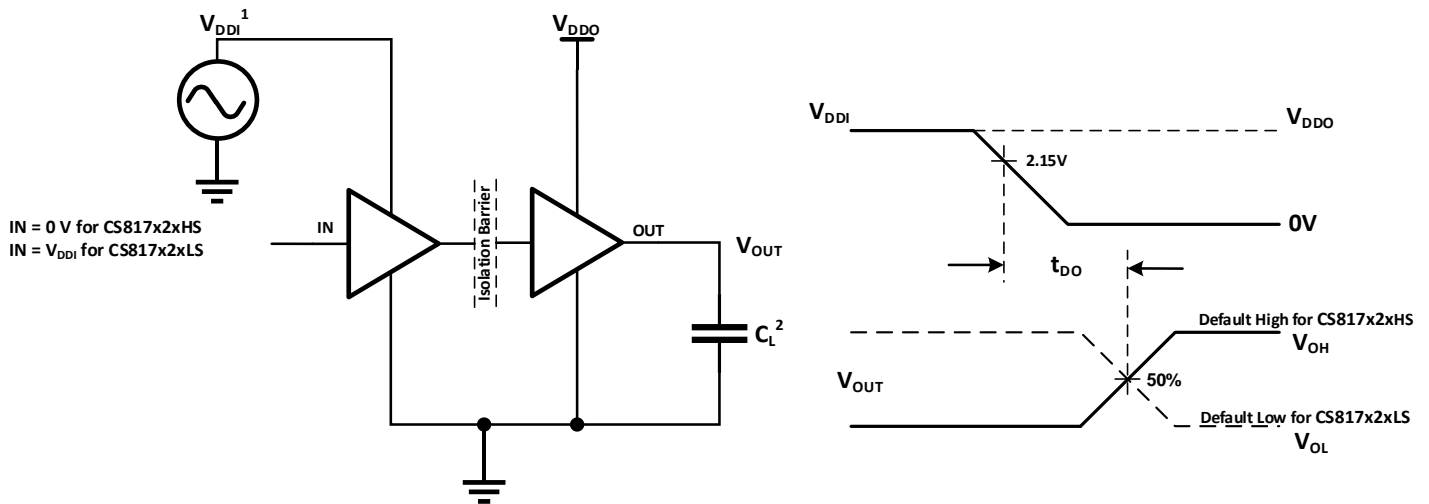 VDDI1
VDDO
IN = 0 V for CS817x2xHS
IN = VDDI for CS817x2xLS
IN
Isolation Barrier
OUT
VOUT
CL2
VDDI
VDDO
2.15V
0V
tDO
Default High for CS817x2xHS
VOH
VOUT
50%
Default Low for CS817x2xLS
VOL